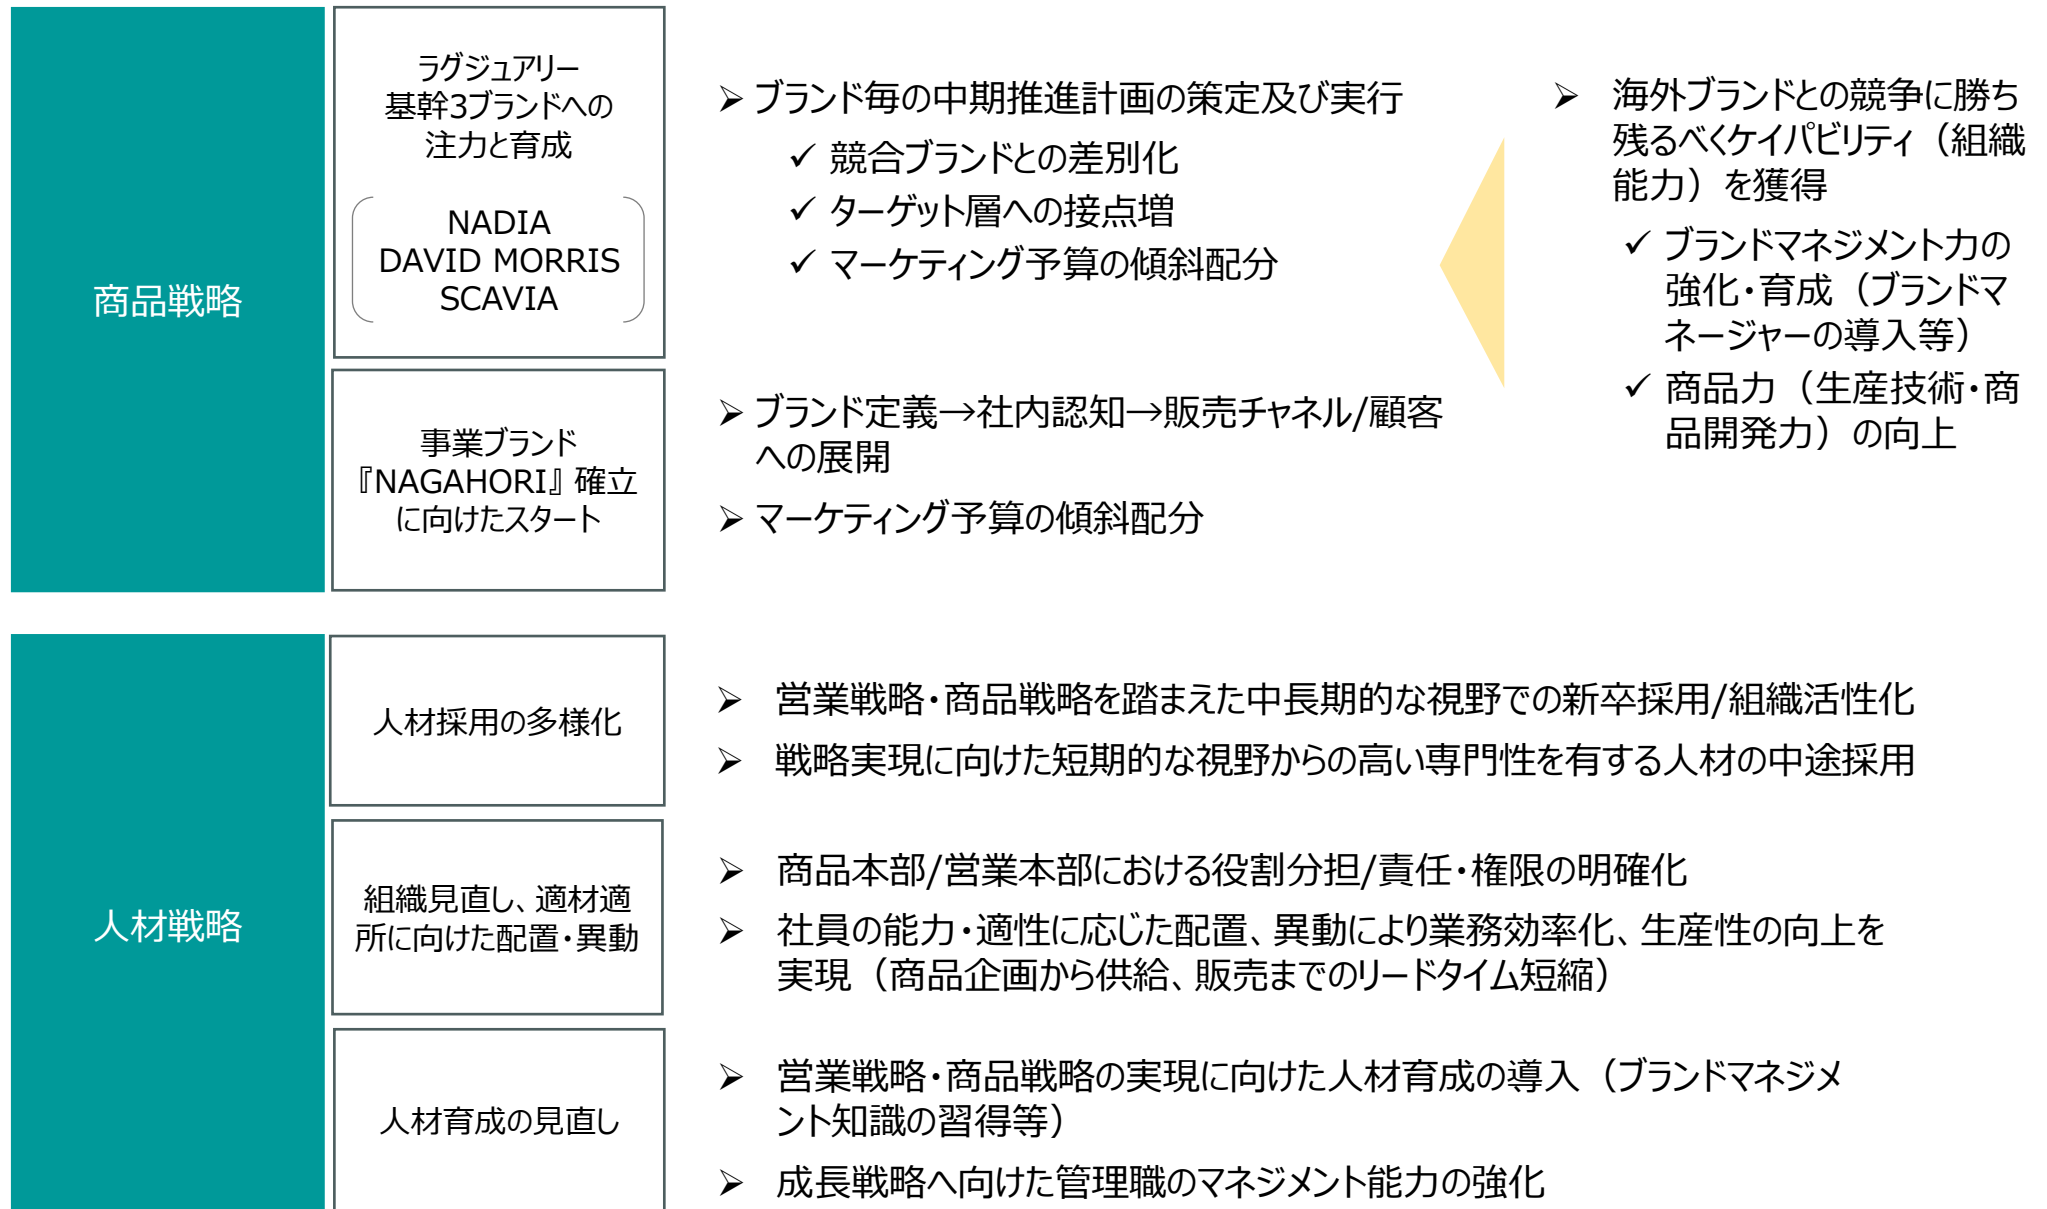 商品戦略
ラグジュアリー
基幹3ブランドへの
注力と育成
NADIA
DAVID MORRIS
SCAVIA
➢ ブランド毎の中期推進計画の策定及び実行
✓ 競合ブランドとの差別化
✓ ターゲット層への接点増
✓ マーケティング予算の傾斜配分
➢ 海外ブランドとの競争に勝ち
残るべくケイパビリティ（組織
能力）を獲得
✓ ブランドマネジメント力の
強化・育成（ブランドマ
ネージャーの導入等）
✓ 商品力（生産技術・商
品開発力）の向上
事業ブランド
『NAGAHORI』確立
に向けたスタート
➢ ブランド定義→社内認知→販売チャネル/顧客
への展開
➢ マーケティング予算の傾斜配分
人材戦略
人材採用の多様化
➢ 営業戦略・商品戦略を踏まえた中長期的な視野での新卒採用/組織活性化
➢ 戦略実現に向けた短期的な視野からの高い専門性を有する人材の中途採用
組織見直し、適材適
所に向けた配置・異動
➢ 商品本部/営業本部における役割分担/責任・権限の明確化
➢ 社員の能力・適性に応じた配置、異動により業務効率化、生産性の向上を
実現（商品企画から供給、販売までのリードタイム短縮）
人材育成の見直し
➢ 営業戦略・商品戦略の実現に向けた人材育成の導入（ブランドマネジメ
ント知識の習得等）
➢ 成長戦略へ向けた管理職のマネジメント能力の強化